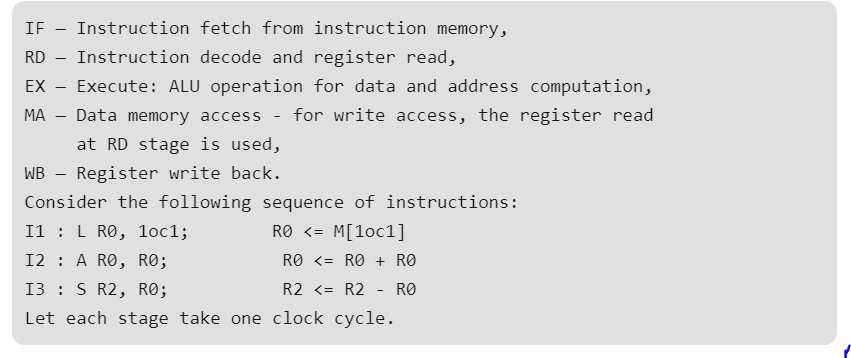 IF – Instruction fetch from instruction memory,
RD – Instruction decode and register read,
EX – Execute: ALU operation for data and address computation,
MA – Data memory access - for write access, the register read
at RD stage is used,
WB – Register write back.
Consider the following sequence of instructions:
I1 : L R0, 1oc1; R0 <= M[1oc1]
I2 : A R0, R0; R0 <= R0 + R0
I3 : S R2, R0; R2 <= R2 - R0
Let each stage take one clock cycle.